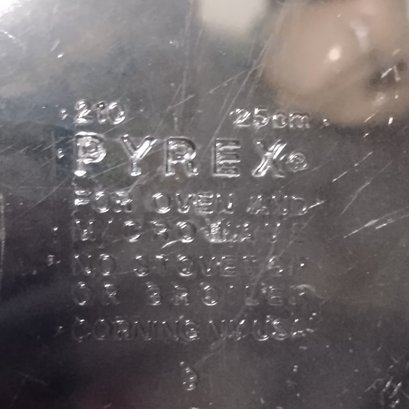 210 25cm
PYREX®
FOR OVEN AND
MICROWAVE
NO STOVETOP
OR BROILER
CORNING NY USA